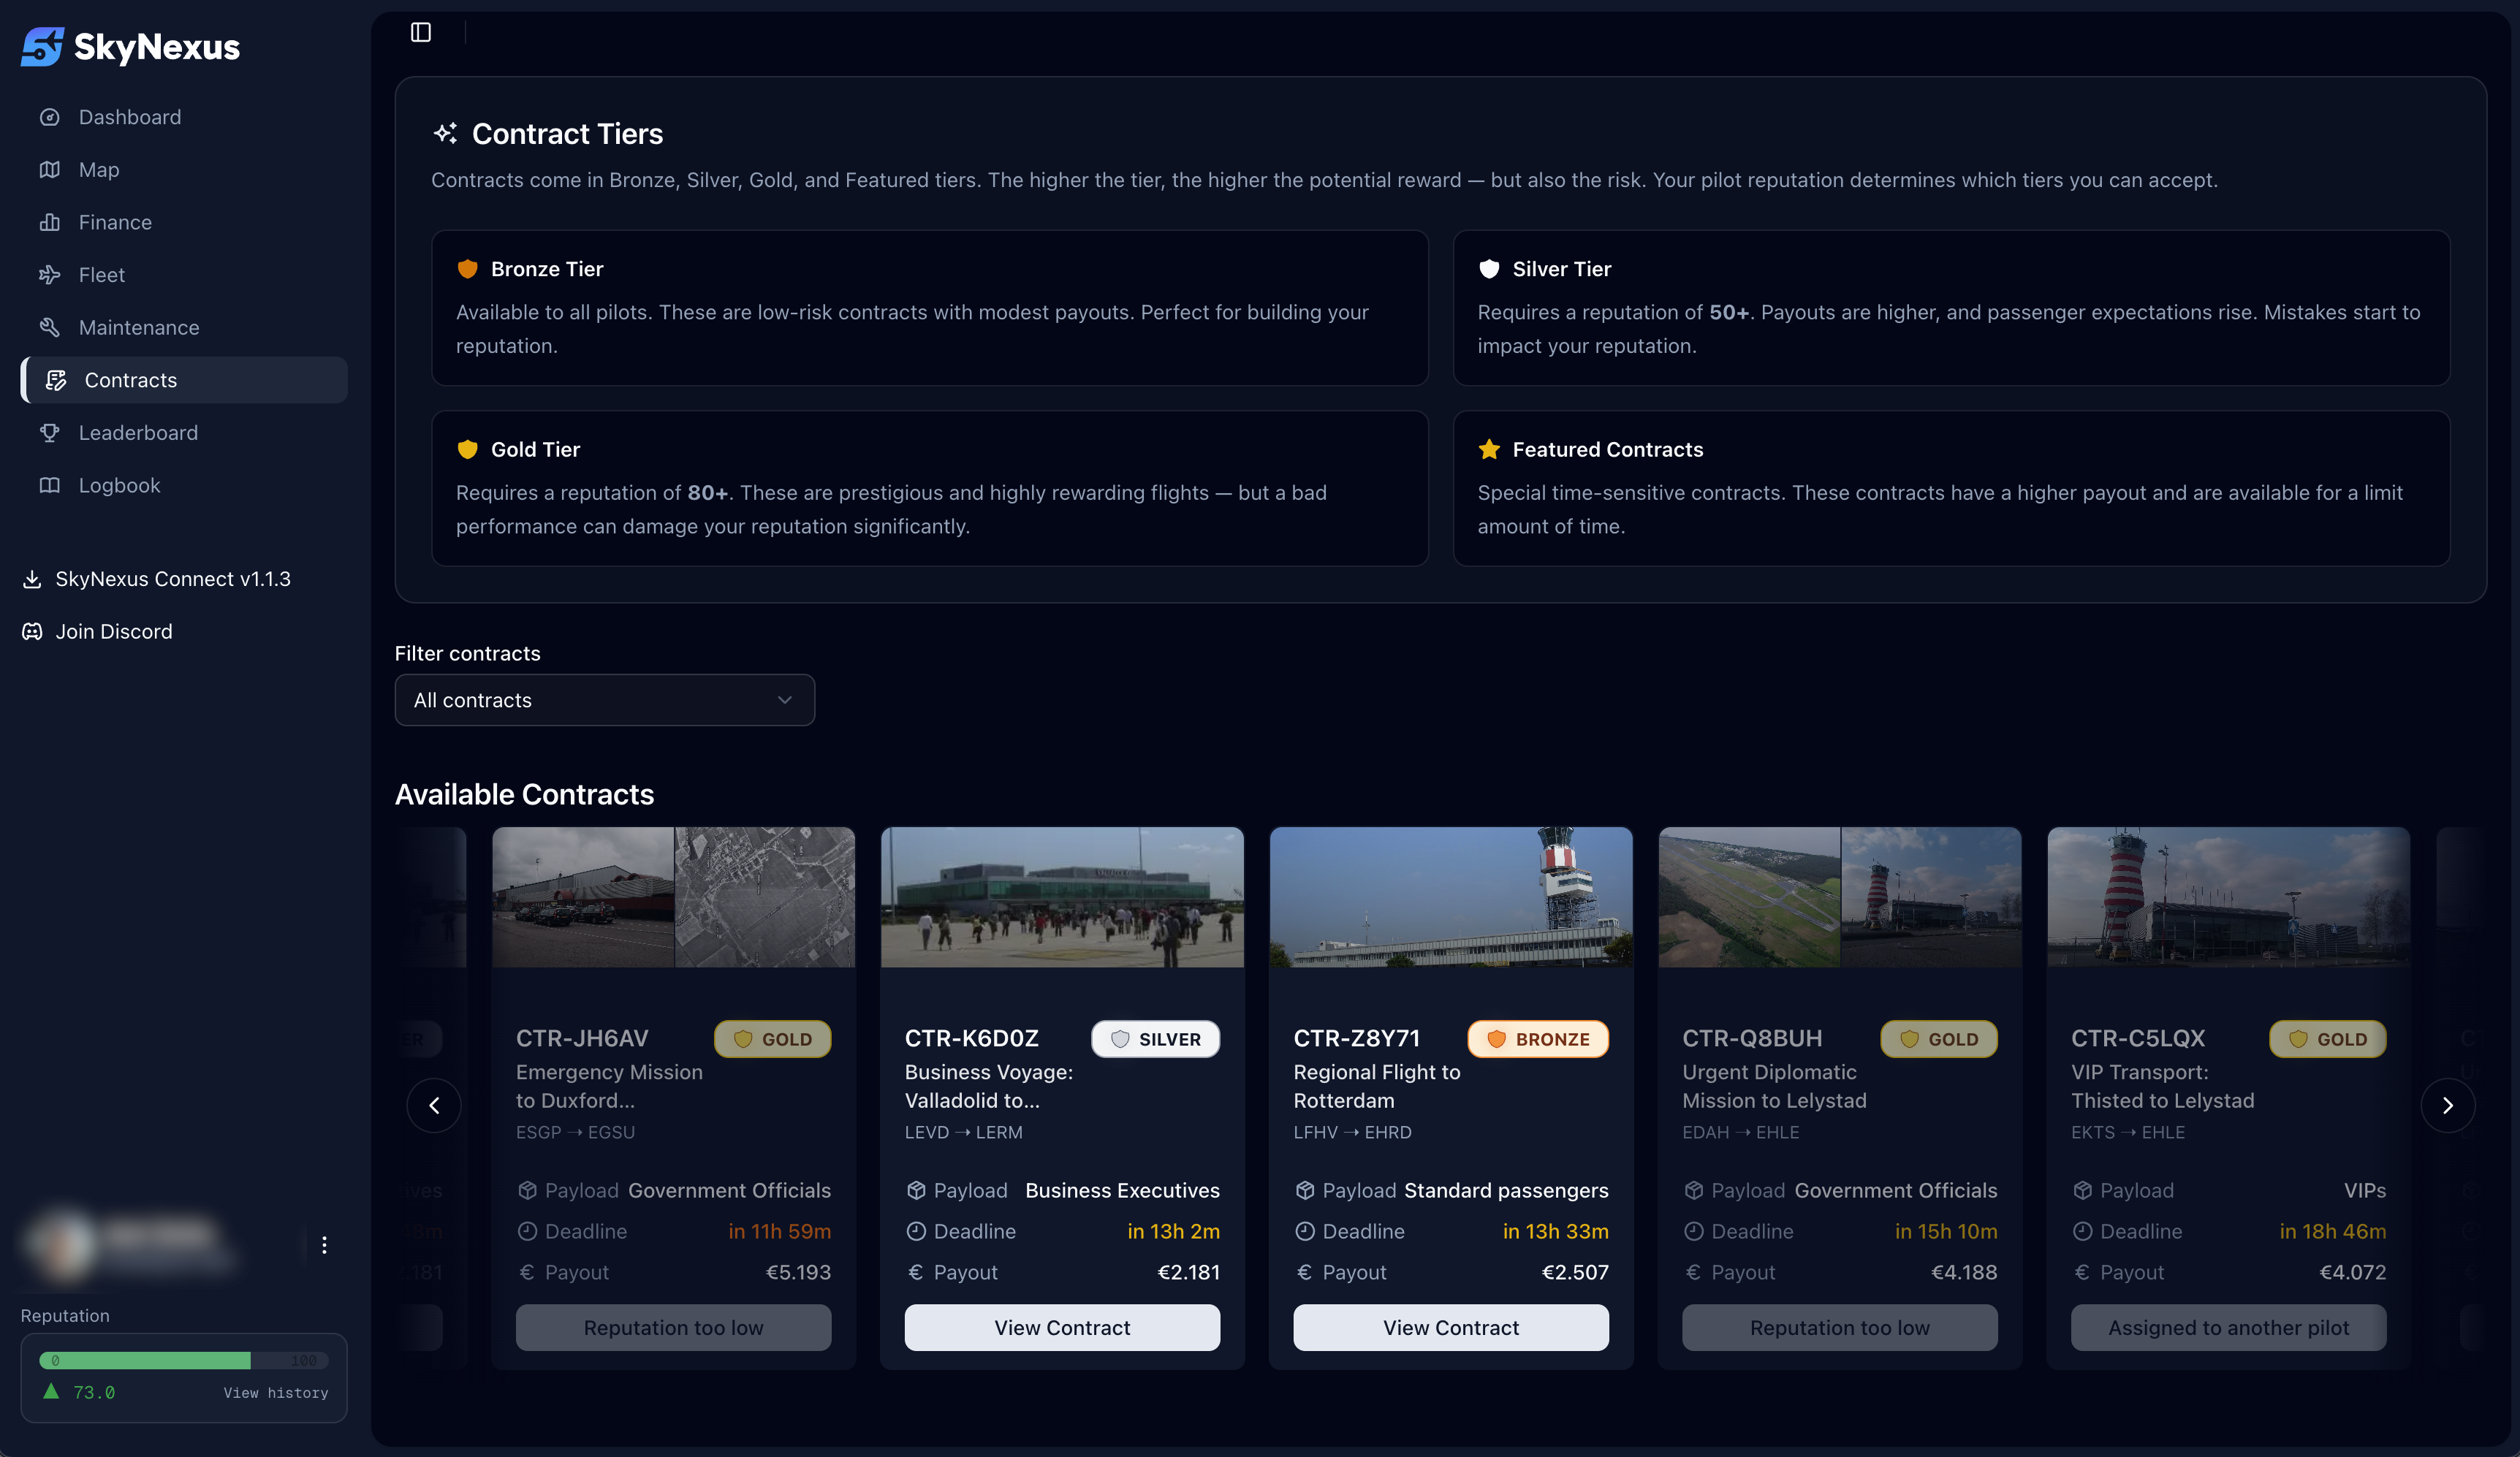 SkyNexus
Dashboard
Map
Finance
Fleet
Maintenance
Contracts
Leaderboard
Logbook
SkyNexus Connect v1.1.3
Join Discord
Reputation
0 100
73.0 View history
Contract Tiers
Contracts come in Bronze, Silver, Gold, and Featured tiers. The higher the tier, the higher the potential reward — but also the risk. Your pilot reputation determines which tiers you can accept.
Bronze Tier
Available to all pilots. These are low-risk contracts with modest payouts. Perfect for building your
reputation.
Silver Tier
Requires a reputation of 50+. Payouts are higher, and passenger expectations rise. Mistakes start to
impact your reputation.
Gold Tier
Requires a reputation of 80+. These are prestigious and highly rewarding flights — but a bad
performance can damage your reputation significantly.
Featured Contracts
Special time-sensitive contracts. These contracts have a higher payout and are available for a limit
amount of time.
Filter contracts
All contracts
Available Contracts
CTR-JH6AV GOLD
Emergency Mission
to Duxford...
ESGP → EGSU
Payload Government Officials
Deadline in 11h 59m
€ Payout €5.193
Reputation too low
CTR-K6D0Z SILVER
Business Voyage:
Valladolid to...
LEVD → LERM
Payload Business Executives
Deadline in 13h 2m
€ Payout €2.181
View Contract
CTR-Z8Y71 BRONZE
Regional Flight to
Rotterdam
LFHV → EHRD
Payload Standard passengers
Deadline in 13h 33m
€ Payout €2.507
View Contract
CTR-Q8BUH GOLD
Urgent Diplomatic
Mission to Lelystad
EDAH → EHLE
Payload Government Officials
Deadline in 15h 10m
€ Payout €4.188
Reputation too low
CTR-C5LQX GOLD
VIP Transport:
Thisted to Lelystad
EKTS → EHLE
Payload VIPs
Deadline in 18h 46m
€ Payout €4.072
Assigned to another pilot